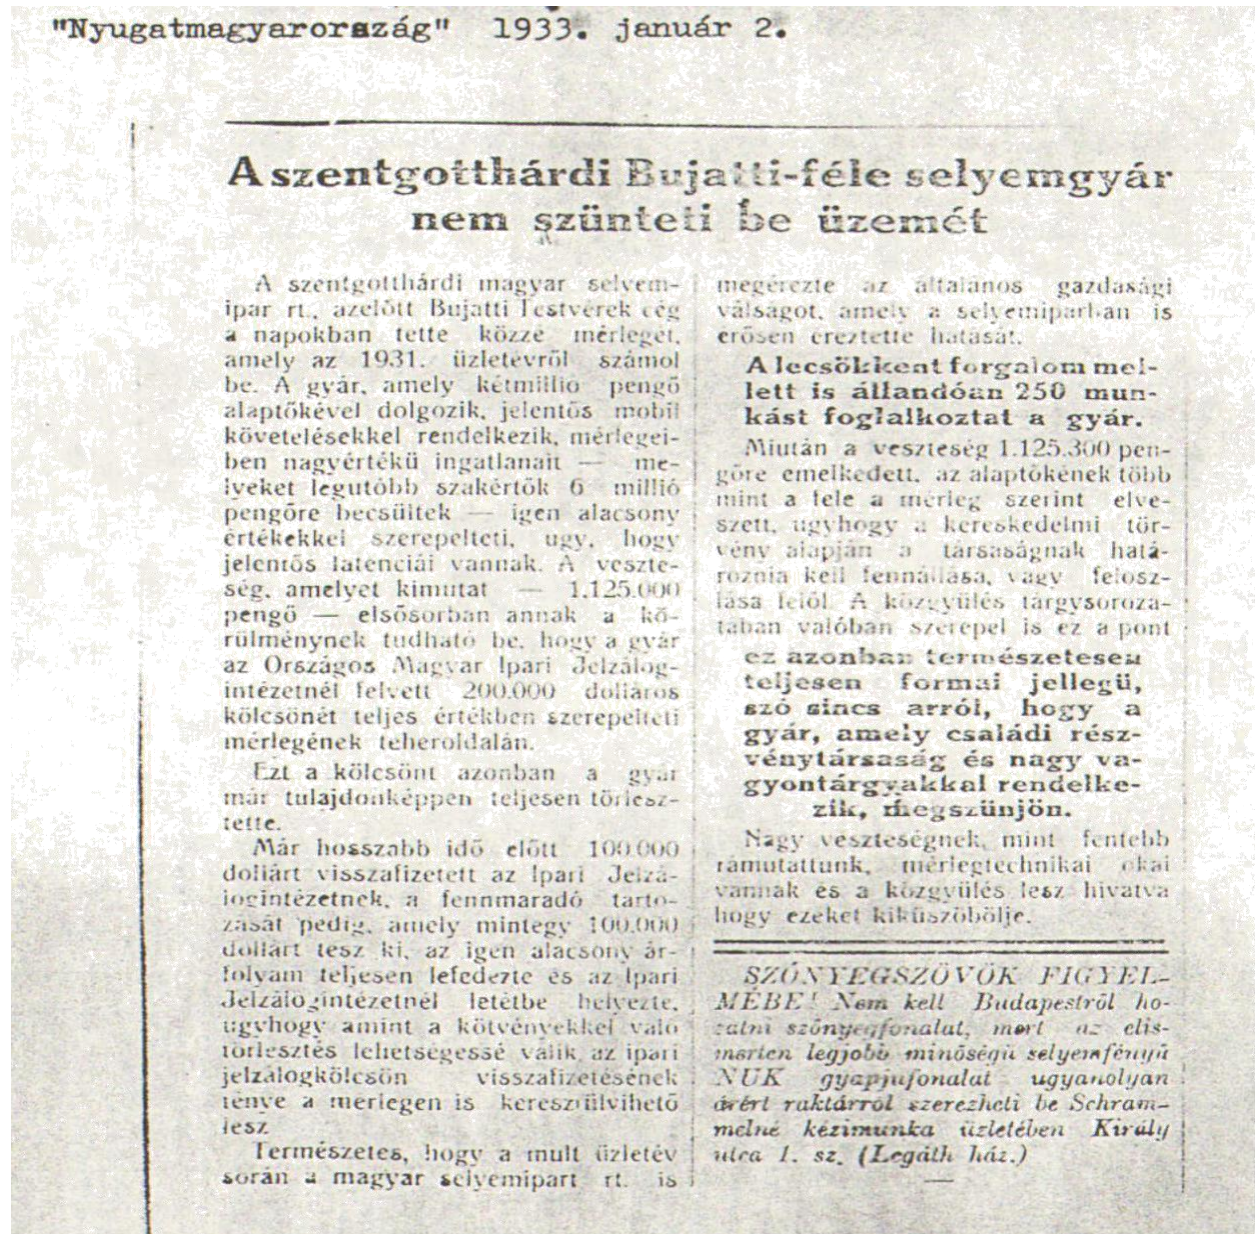 "Nyugatmagyarország" 1933. január 2.
A szentgotthárdi Bujatti-féle selyemgyár
nem szünteti be üzemét
A szentgotthárdi magyar selyem-
ipar rt., azelőtt Bujatti Testvérek cég
a napokban tette közzé mérlegét,
amely az 1931. üzletévről számol
be. A gyár, amely kétmillió pengő
alaptőkével dolgozik, jelentős mobil
követelésekkel rendelkezik, mérlegei-
ben nagyértékü ingatlanait — me-
lyeket legutóbb szakértők 6 millió
pengőre becsültek — igen alacsony
értékekkel szerepelteti, ugy, hogy
jelentős latenciái vannak. A veszte-
ség, amelyet kimutat — 1,125.000
pengő — elsősorban annak a kö-
rülménynek tudható be, hogy a gyár
az Országos Magyar Ipari Jelzálog-
intézetnél felvett 200.000 dolláros
kölcsönét teljes értékben szerepelteti
mérlegének teheroldalán.
Ezt a kölcsönt azonban a gyár
már tulajdonképpen teljesen törlesz-
tette.
Már hosszabb idő előtt 100.000
dollárt visszafizetett az Ipari Jelzá-
logintézetnek, a fennmaradó tarto-
zását pedig, amely mintegy 100.000
dollárt tesz ki, az igen alacsony ár-
folyam teljesen lefedezte és az Ipari
Jelzálogintézetnél letétbe helyezte,
ugyhogy amint a kötvényekkel való
törlesztés lehetségessé válik, az ipari
jelzálogkölcsön visszafizetésének
ténye a mérlegen is keresztülvihető
lesz
Természetes, hogy a mult üzletév
során a magyar selyemipart rt. is
megérezte az általános gazdasági
válságot, amely a selyemiparban is
erősen éreztette hatását.
A lecsökkent forgalom mel-
lett is állandóan 250 mun-
kást foglalkoztat a gyár.
Miután a veszteség 1.125.300 pen-
gőre emelkedett, az alaptőkének több
mint a fele a mérleg szerint elve-
szett, ugyhogy a kereskedelmi tör-
vény alapján a társaságnak hatá-
roznia kell fennállása, vagy felosz-
lása felől. A közgyülés tárgysoroza-
tában valóban szerepel is ez a pont
ez azonban természetesen
teljesen formai jellegü,
szó sincs arról, hogy a
gyár, amely családi rész-
vénytársaság és nagy va-
gyontárgyakkal rendelke-
zik, megszünjön.
Nagy veszteségnek, mint fentebb
rámutattunk, mérlegtechnikai okai
vannak és a közgyülés lesz hivatva
hogy ezeket kiküszöbölje.
SZŐNYEGSZÖVŐK FIGYEL-
MÉBE! Nem kell Budapestről ho-
zatni szőnyegfonalat, mert az elis-
merten legjobb minőségü selyemfényü
NUK gyapjufonalat ugyanolyan
árért raktárról szerezheti be Schram-
melné kézimunka üzletében Király
utca 1. sz. (Legáth ház.)